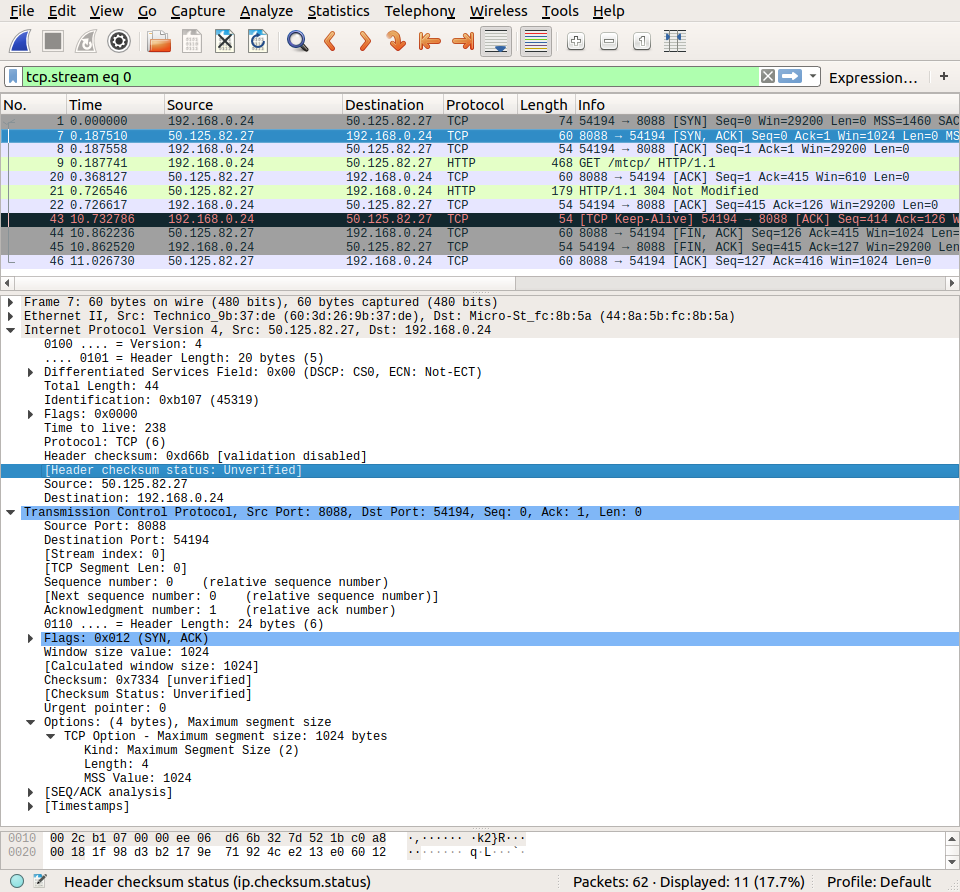 File Edit View Go Capture Analyze Statistics Telephony Wireless Tools Help
tcp.stream eq 0 Expression… +
No. Time Source Destination Protocol Length Info
1 0.000000 192.168.0.24 50.125.82.27 TCP 74 54194 → 8088 [SYN] Seq=0 Win=29200 Len=0 MSS=1460 SAC
7 0.187510 50.125.82.27 192.168.0.24 TCP 60 8088 → 54194 [SYN, ACK] Seq=0 Ack=1 Win=1024 Len=0 MS
8 0.187558 192.168.0.24 50.125.82.27 TCP 54 54194 → 8088 [ACK] Seq=1 Ack=1 Win=29200 Len=0
9 0.187741 192.168.0.24 50.125.82.27 HTTP 468 GET /mtcp/ HTTP/1.1
20 0.368127 50.125.82.27 192.168.0.24 TCP 60 8088 → 54194 [ACK] Seq=1 Ack=415 Win=610 Len=0
21 0.726546 50.125.82.27 192.168.0.24 HTTP 179 HTTP/1.1 304 Not Modified
22 0.726617 192.168.0.24 50.125.82.27 TCP 54 54194 → 8088 [ACK] Seq=415 Ack=126 Win=29200 Len=0
43 10.732786 192.168.0.24 50.125.82.27 TCP 54 [TCP Keep-Alive] 54194 → 8088 [ACK] Seq=414 Ack=126 W
44 10.862236 50.125.82.27 192.168.0.24 TCP 60 8088 → 54194 [FIN, ACK] Seq=126 Ack=415 Win=1024 Len=
45 10.862520 192.168.0.24 50.125.82.27 TCP 54 54194 → 8088 [FIN, ACK] Seq=415 Ack=127 Win=29200 Len
46 11.026730 50.125.82.27 192.168.0.24 TCP 60 8088 → 54194 [ACK] Seq=127 Ack=416 Win=1024 Len=0
Frame 7: 60 bytes on wire (480 bits), 60 bytes captured (480 bits)
Ethernet II, Src: Technico_9b:37:de (60:3d:26:9b:37:de), Dst: Micro-St_fc:8b:5a (44:8a:5b:fc:8b:5a)
Internet Protocol Version 4, Src: 50.125.82.27, Dst: 192.168.0.24
0100 .... = Version: 4
.... 0101 = Header Length: 20 bytes (5)
Differentiated Services Field: 0x00 (DSCP: CS0, ECN: Not-ECT)
Total Length: 44
Identification: 0xb107 (45319)
Flags: 0x0000
Time to live: 238
Protocol: TCP (6)
Header checksum: 0xd66b [validation disabled]
[Header checksum status: Unverified]
Source: 50.125.82.27
Destination: 192.168.0.24
Transmission Control Protocol, Src Port: 8088, Dst Port: 54194, Seq: 0, Ack: 1, Len: 0
Source Port: 8088
Destination Port: 54194
[Stream index: 0]
[TCP Segment Len: 0]
Sequence number: 0 (relative sequence number)
[Next sequence number: 0 (relative sequence number)]
Acknowledgment number: 1 (relative ack number)
0110 .... = Header Length: 24 bytes (6)
Flags: 0x012 (SYN, ACK)
Window size value: 1024
[Calculated window size: 1024]
Checksum: 0x7334 [unverified]
[Checksum Status: Unverified]
Urgent pointer: 0
Options: (4 bytes), Maximum segment size
TCP Option - Maximum segment size: 1024 bytes
Kind: Maximum Segment Size (2)
Length: 4
MSS Value: 1024
[SEQ/ACK analysis]
[Timestamps]
0010 00 2c b1 07 00 00 ee 06 d6 6b 32 7d 52 1b c0 a8 ·,······ ·k2}R···
0020 00 18 1f 98 d3 b2 17 9e 71 92 4c e2 13 e0 60 12 ········ q·L···`·
Header checksum status (ip.checksum.status) Packets: 62 · Displayed: 11 (17.7%) Profile: Default